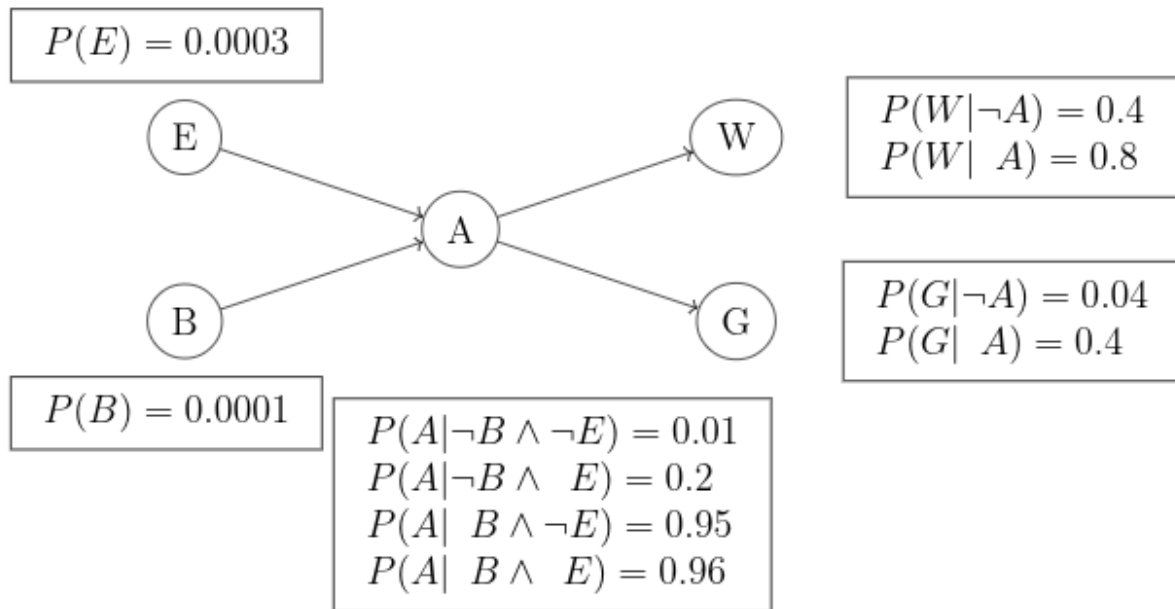 P(E) = 0.0003
E
W
P(W|¬A) = 0.4
P(W| A) = 0.8
A
B
G
P(G|¬A) = 0.04
P(G| A) = 0.4
P(B) = 0.0001
P(A|¬B ∧ ¬E) = 0.01
P(A|¬B ∧ E) = 0.2
P(A| B ∧ ¬E) = 0.95
P(A| B ∧ E) = 0.96